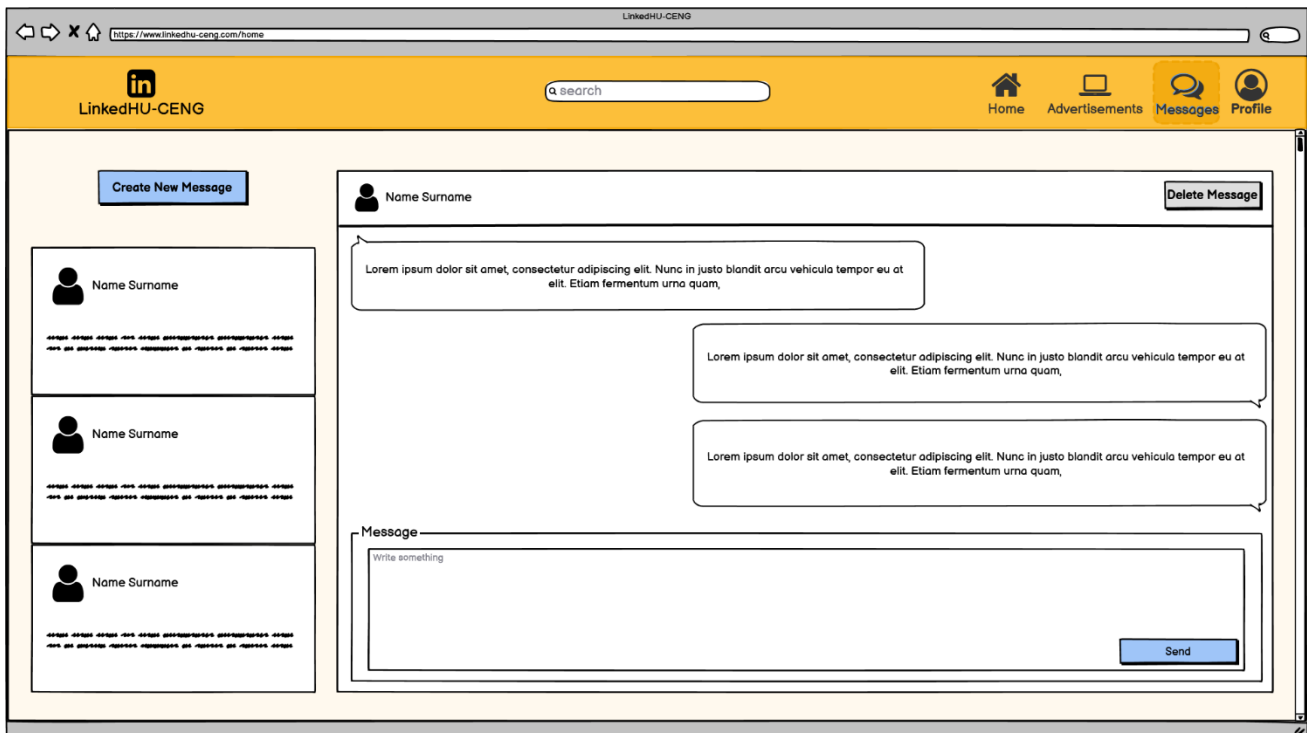 LinkedHU-CENG
https://www.linkedhu-ceng.com/home
in
LinkedHU-CENG
search
Home
Advertisements
Messages
Profile
Create New Message
Name Surname
Delete Message
Lorem ipsum dolor sit amet, consectetur adipiscing elit. Nunc in justo blandit arcu vehicula tempor eu at
elit. Etiam fermentum urna quam,
Lorem ipsum dolor sit amet, consectetur adipiscing elit. Nunc in justo blandit arcu vehicula tempor eu at
elit. Etiam fermentum urna quam,
Lorem ipsum dolor sit amet, consectetur adipiscing elit. Nunc in justo blandit arcu vehicula tempor eu at
elit. Etiam fermentum urna quam,
Name Surname
Name Surname
Name Surname
Message
Write something
Send